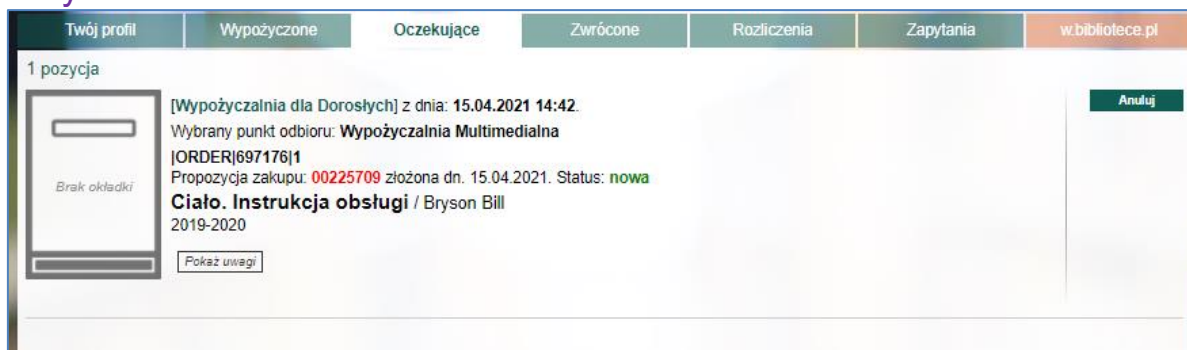 Twój profil Wypożyczone Oczekujące Zwrócone Rozliczenia Zapytania w.bibliotece.pl
1 pozycja
[Wypożyczalnia dla Dorosłych] z dnia: 15.04.2021 14:42.
Anuluj
Wybrany punkt odbioru: Wypożyczalnia Multimedialna
|ORDER|697176|1
Propozycja zakupu: 00225709 złożona dn. 15.04.2021. Status: nowa
Brak okładki
Ciało. Instrukcja obsługi / Bryson Bill
2019-2020
Pokaż uwagi